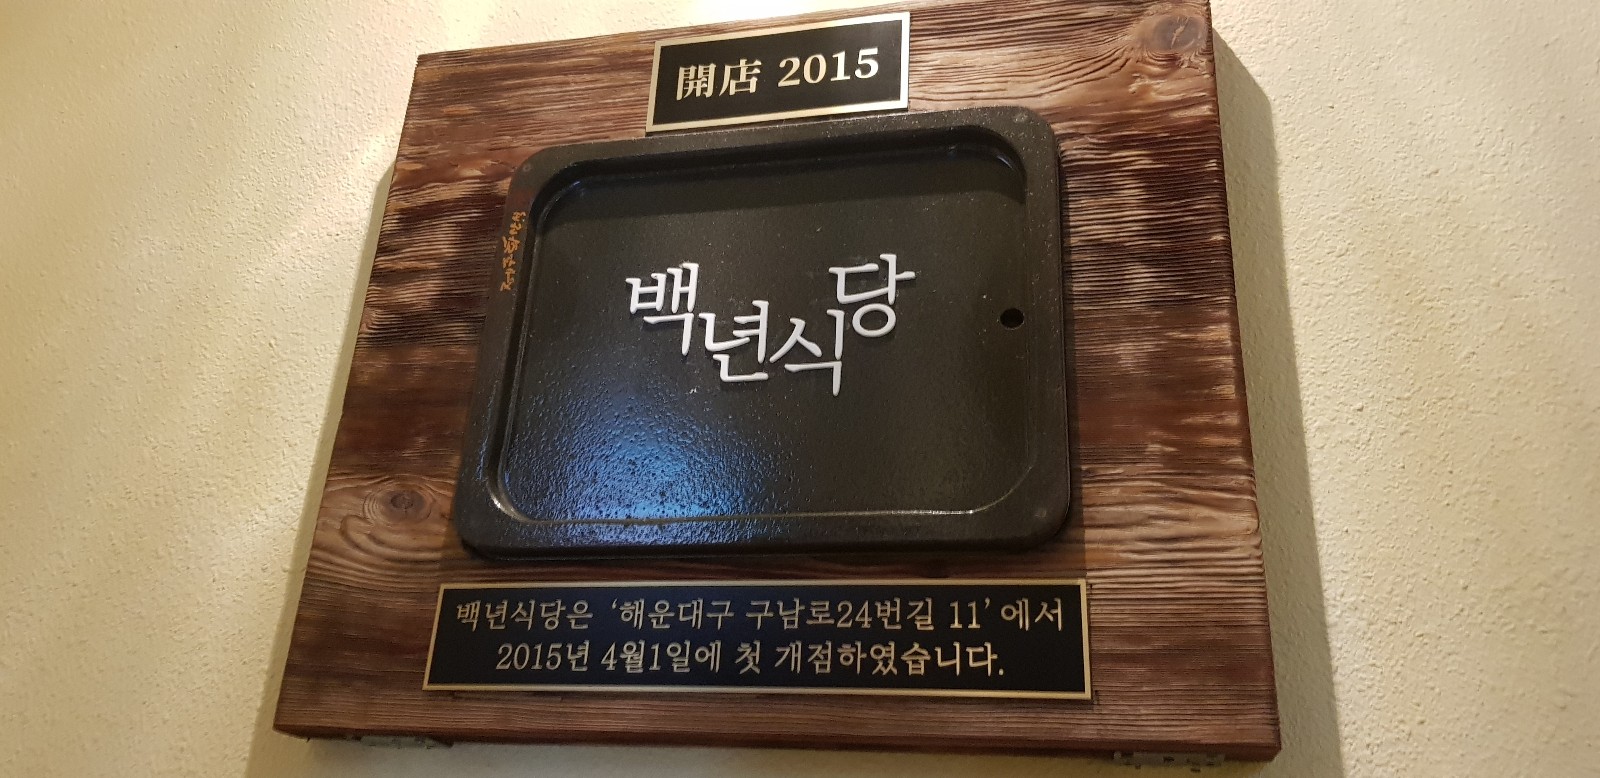 開店 2015
백년식당
백년식당은 ‘해운대구 구남로24번길 11’ 에서
2015년 4월1일에 첫 개점하였습니다.